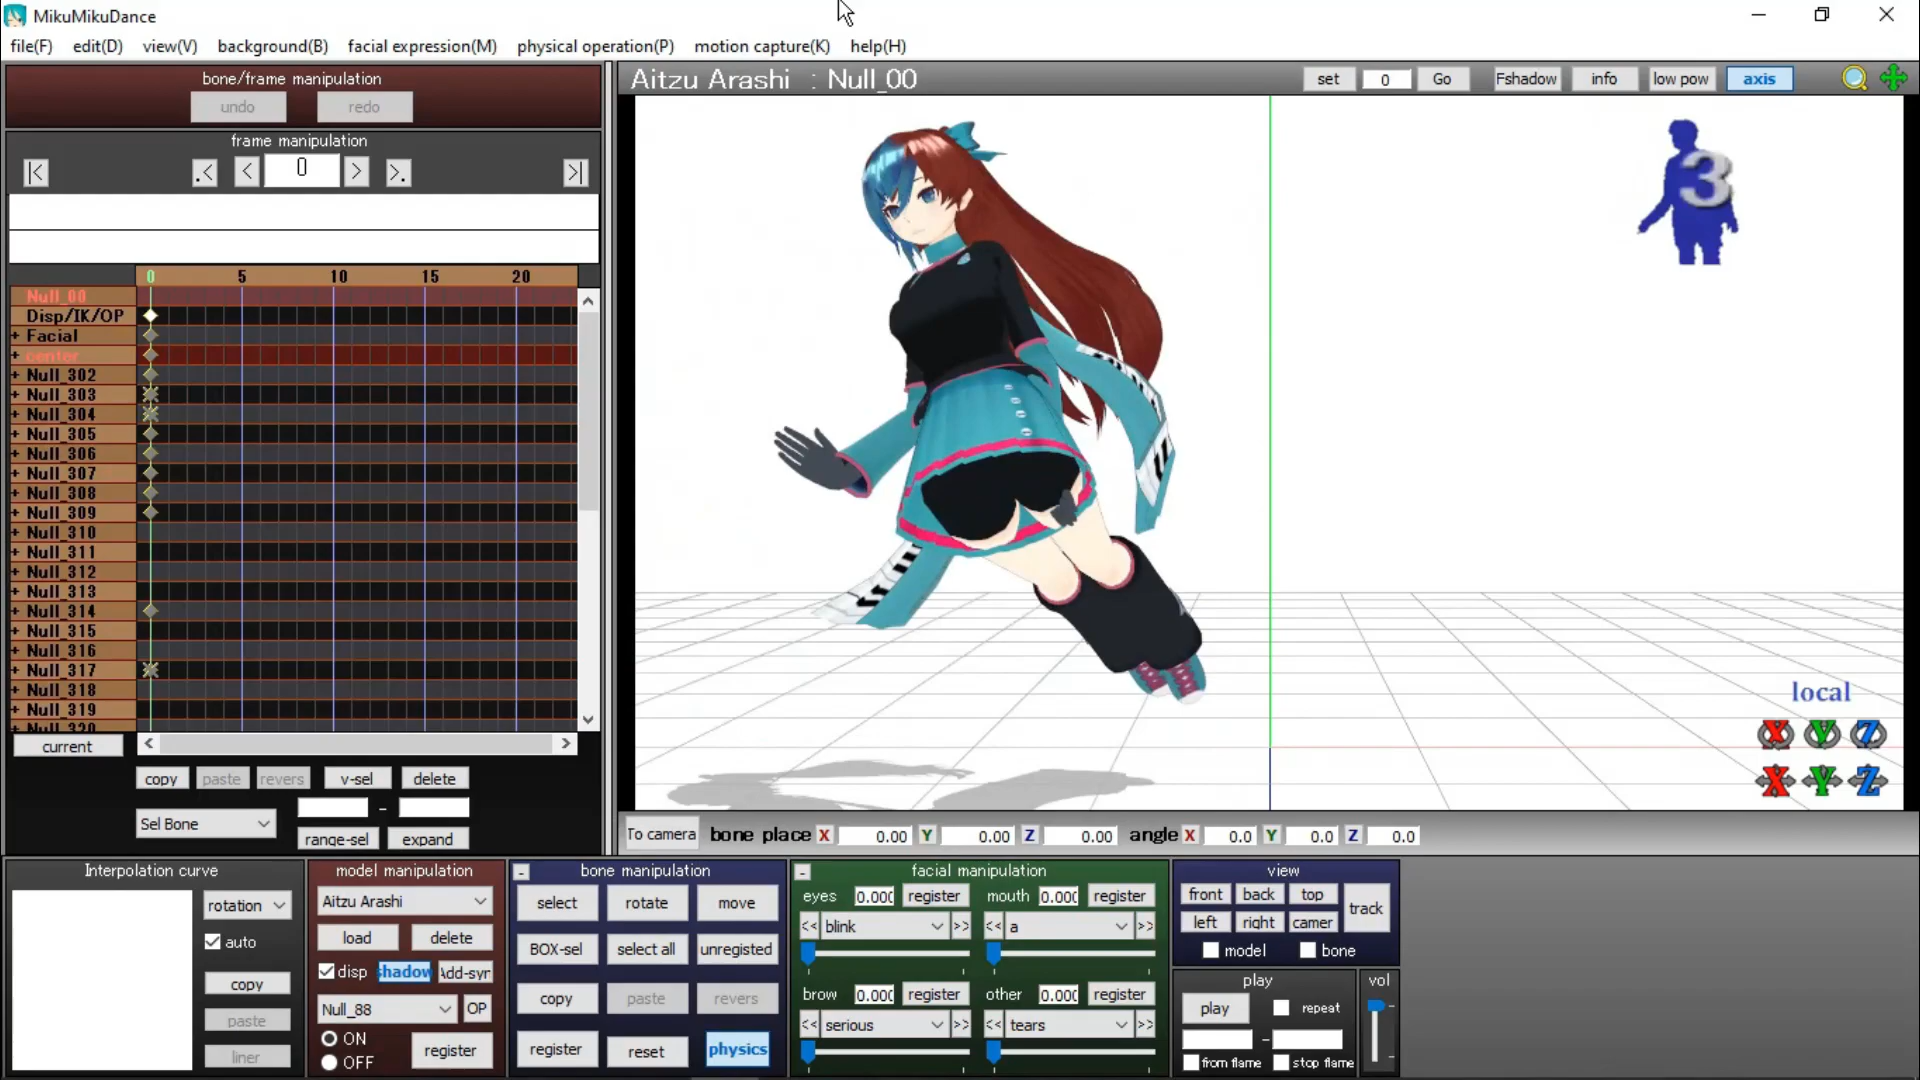 MikuMikuDance
file(F) edit(D) view(V) background(B) facial expression(M) physical operation(P) motion capture(K) help(H)
bone/frame manipulation
undo redo
frame manipulation
|< .< < 0 > >. >|
0 5 10 15 20
Null_00
Disp/IK/OP
+ Facial
+ center
+ Null_302
+ Null_303
+ Null_304
+ Null_305
+ Null_306
+ Null_307
+ Null_308
+ Null_309
+ Null_310
+ Null_311
+ Null_312
+ Null_313
+ Null_314
+ Null_315
+ Null_316
+ Null_317
+ Null_318
+ Null_319
Null_320
current
copy paste revers v-sel delete
Sel Bone -
range-sel expand
Aitzu Arashi : Null_00
set 0 Go Fshadow info low pow axis
3
local
X Y Z
X Y Z
To camera bone place X 0.00 Y 0.00 Z 0.00 angle X 0.0 Y 0.0 Z 0.0
Interpolation curve
rotation
auto
copy
paste
liner
model manipulation
Aitzu Arashi
load delete
disp shadow Add-syn
Null_88 OP
ON
OFF
register
- bone manipulation
select rotate move
BOX-sel select all unregisted
copy paste revers
register reset physics
- facial manipulation
eyes 0.000 register mouth 0.000 register
<< blink >> << a >>
brow 0.000 register other 0.000 register
<< serious >> << tears >>
view
front back top
left right camer
track
model bone
play
play repeat
-
from flame stop flame
vol